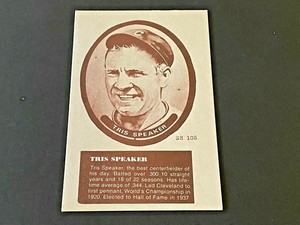 TRIS SPEAKER
SH 108
TRIS SPEAKER
Tris Speaker, the best centerfielder of
his day. Batted over .300 10 straight
years and 18 of 22 seasons. Has life-
time average of .344. Led Cleveland to
first pennant, World's Championship in
1920. Elected to Hall of Fame in 1937.